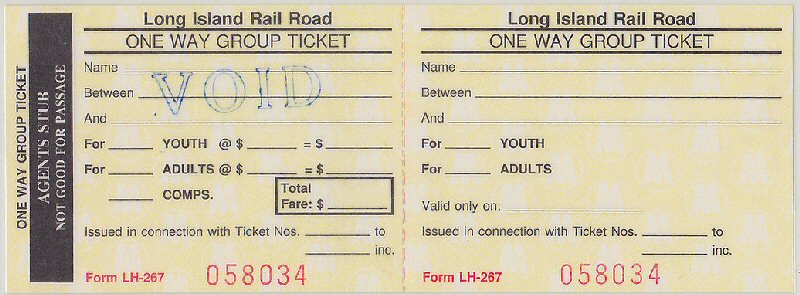 ONE WAY GROUP TICKET
AGENTS STUB
NOT GOOD FOR PASSAGE
Long Island Rail Road
ONE WAY GROUP TICKET
Name
Between
And
VOID
For YOUTH @ $ = $
For ADULTS @ $ = $
COMPS.
Total
Fare: $
Issued in connection with Ticket Nos. to
inc.
Form LH-267 058034
Long Island Rail Road
ONE WAY GROUP TICKET
Name
Between
And
For YOUTH
For ADULTS
Valid only on:
Issued in connection with Ticket Nos. to
inc.
Form LH-267 058034